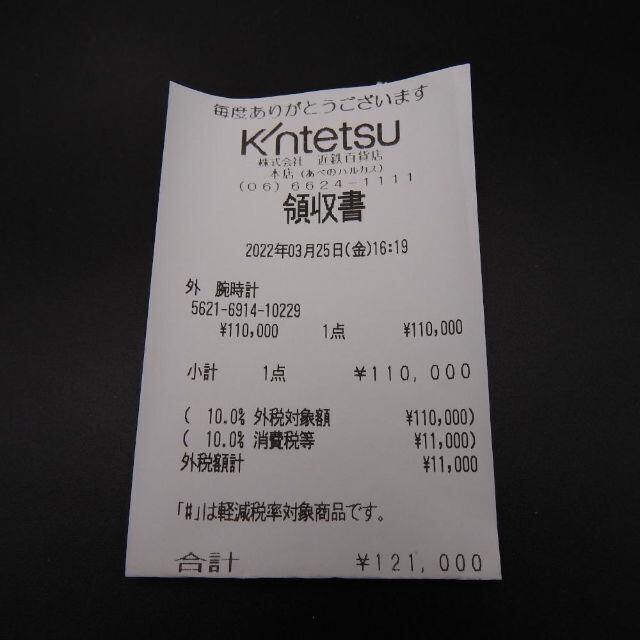 毎度ありがとうございます
Kintetsu
株式会社 近鉄百貨店
本店(あべのハルカス)
(06)6624-1111
領収書
2022年03月25日(金)16:19
外 腕時計
5621-6914-10229
¥110,000 1点 ¥110,000
小計 1点 ¥110,000
( 10.0% 外税対象額 ¥110,000)
( 10.0% 消費税等 ¥11,000)
外税額計 ¥11,000
「#」は軽減税率対象商品です。
合計 ¥121,000